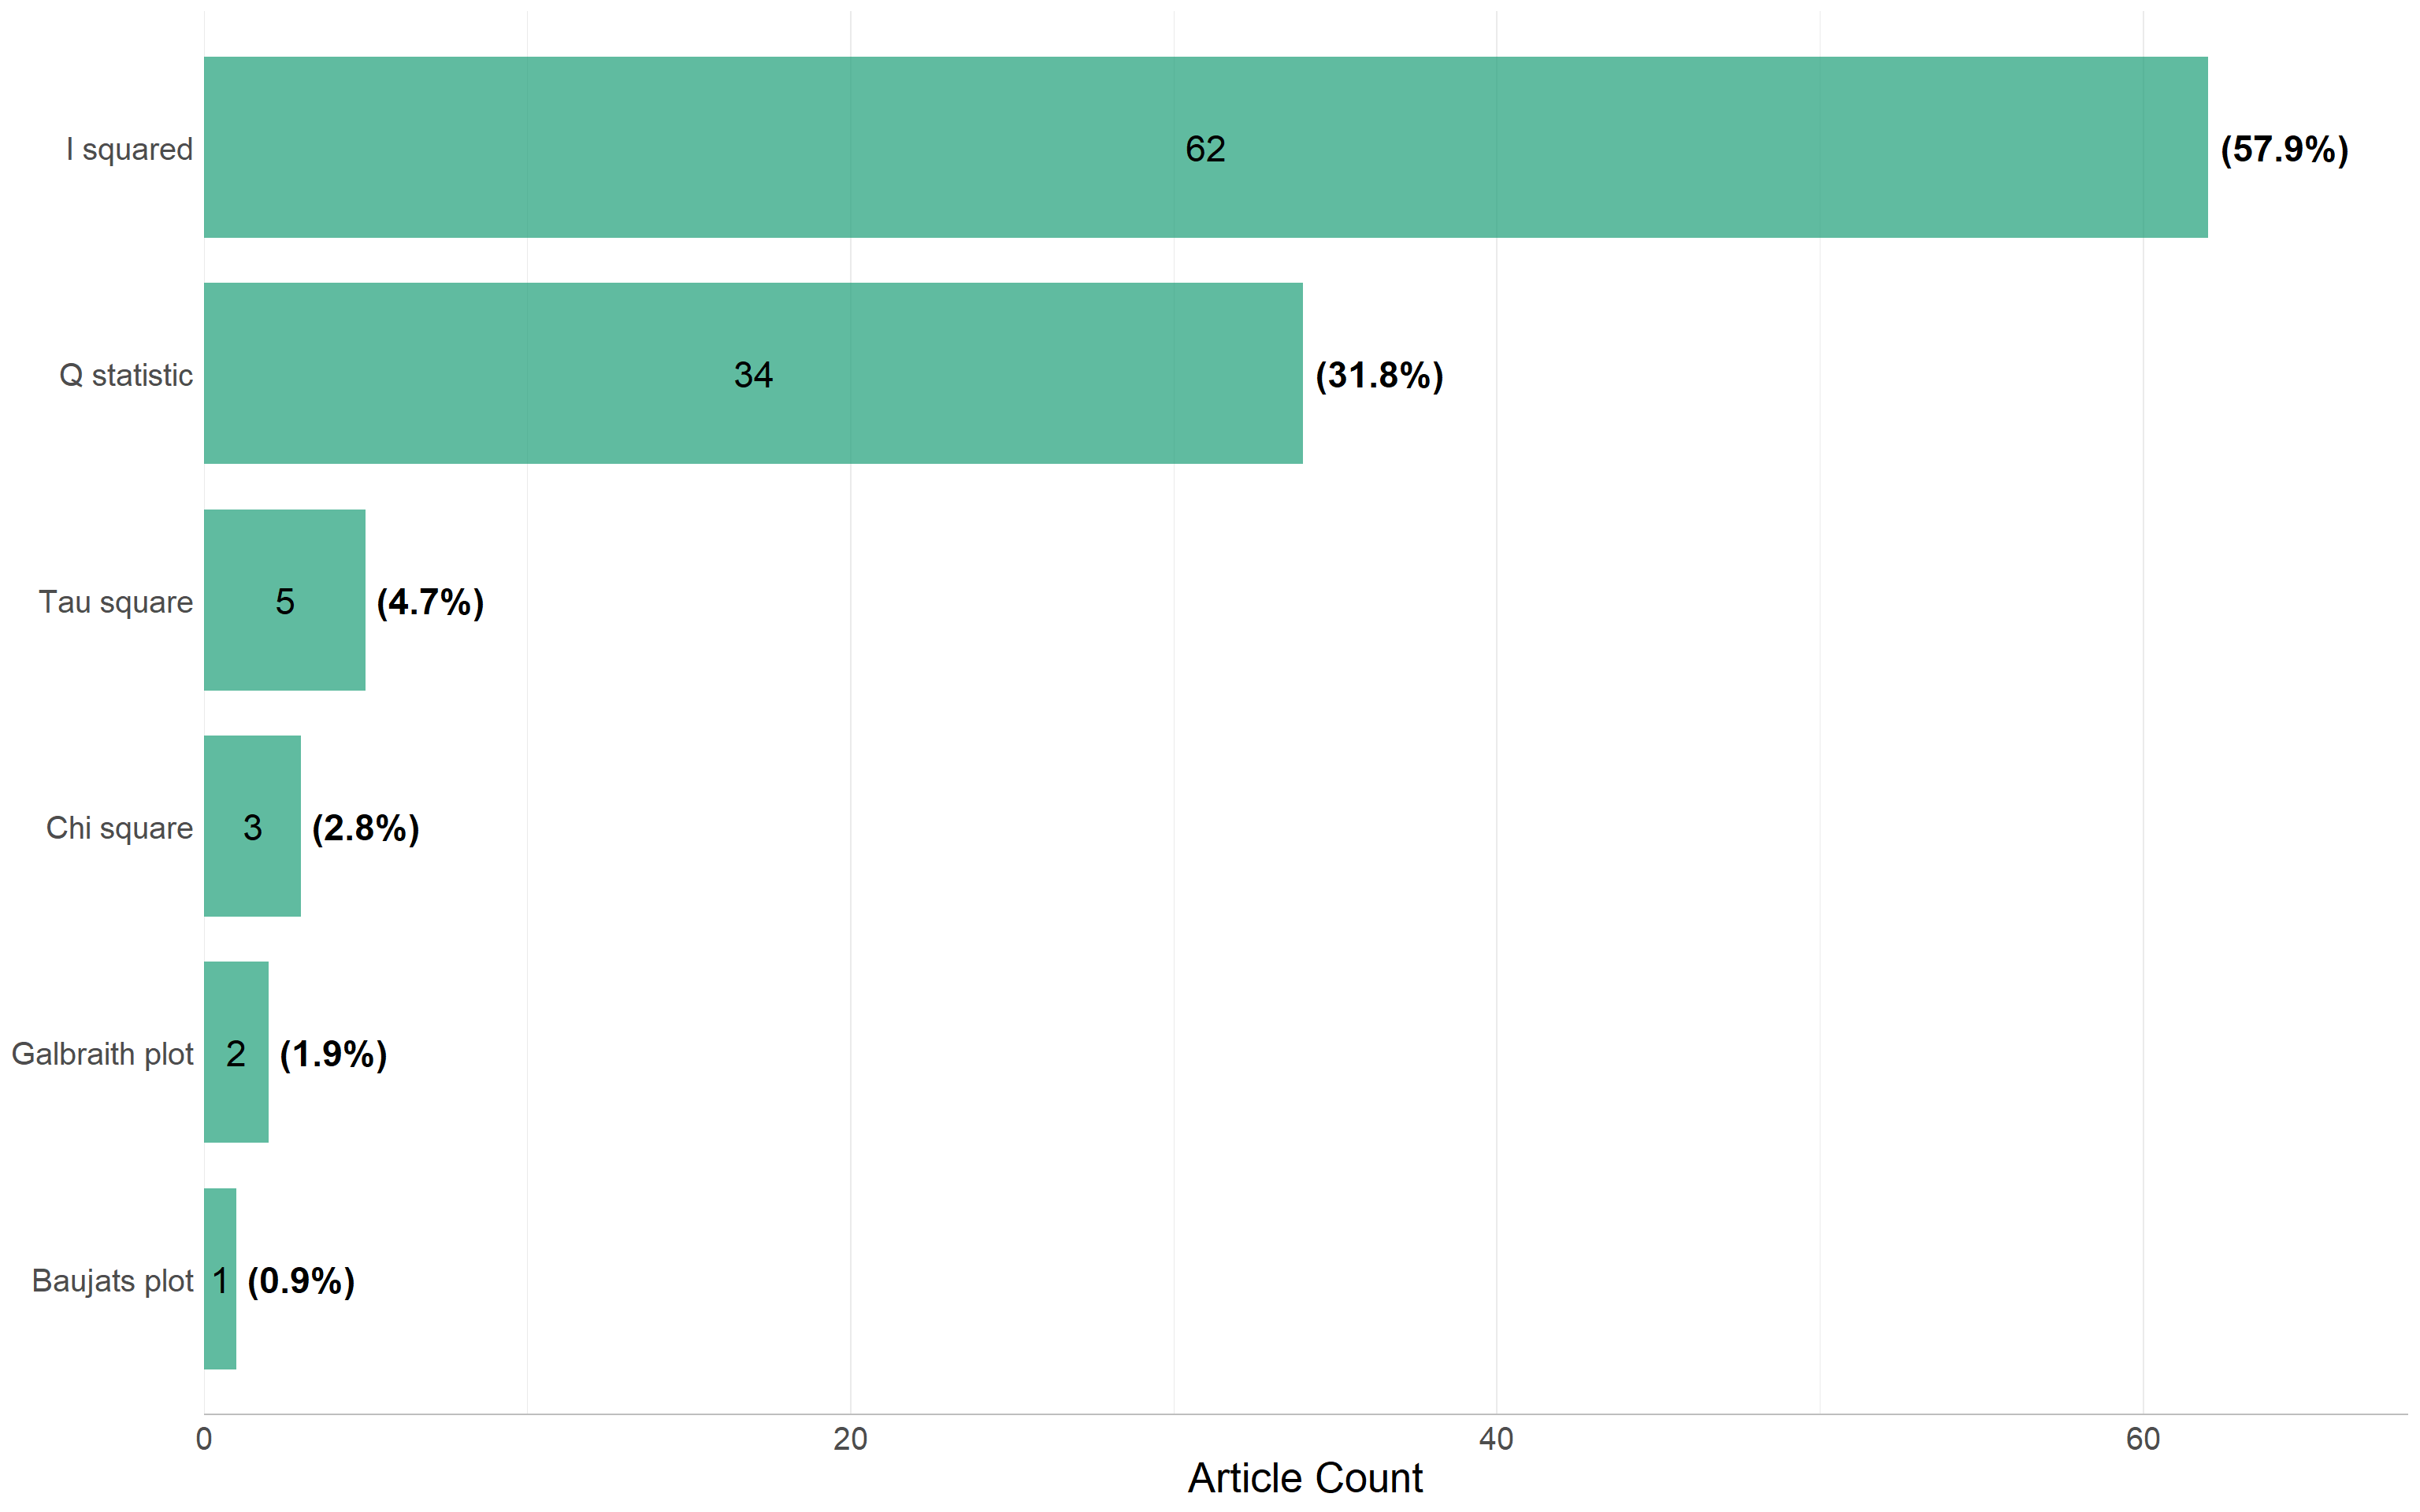 I squared 62 (57.9%)
Q statistic 34 (31.8%)
Tau square 5 (4.7%)
Chi square 3 (2.8%)
Galbraith plot 2 (1.9%)
Baujats plot 1 (0.9%)
0 20 40 60
Article Count